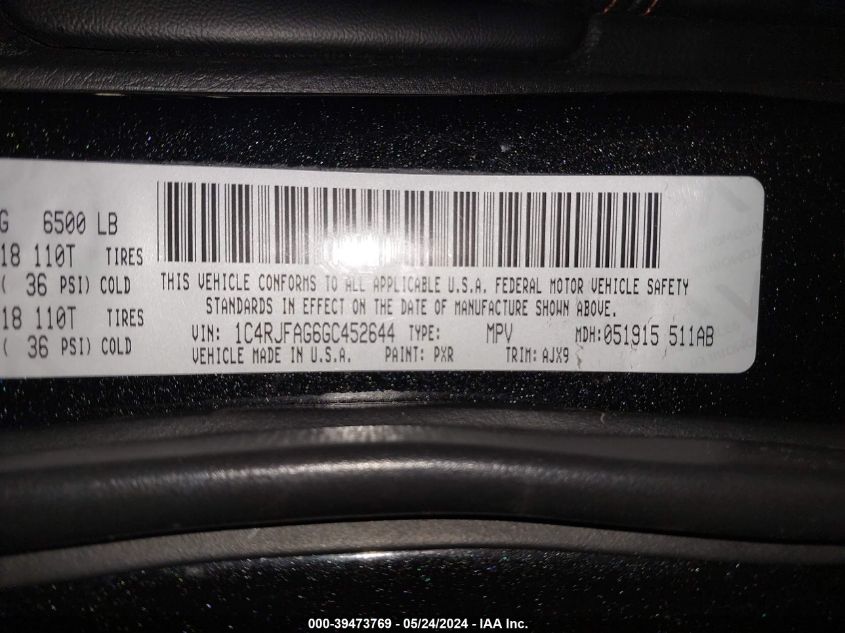 G 6500 LB
18 110T TIRES
( 36 PSI) COLD
18 110T TIRES
( 36 PSI) COLD
THIS VEHICLE CONFORMS TO ALL APPLICABLE U.S.A. FEDERAL MOTOR VEHICLE SAFETY
STANDARDS IN EFFECT ON THE DATE OF MANUFACTURE SHOWN ABOVE.
VIN: 1C4RJFAG6GC452644 TYPE: MPV MDH:051915 511AB
VEHICLE MADE IN U.S.A. PAINT: PXR TRIM: AJX9
000-39473769 - 05/24/2024 - IAA Inc.